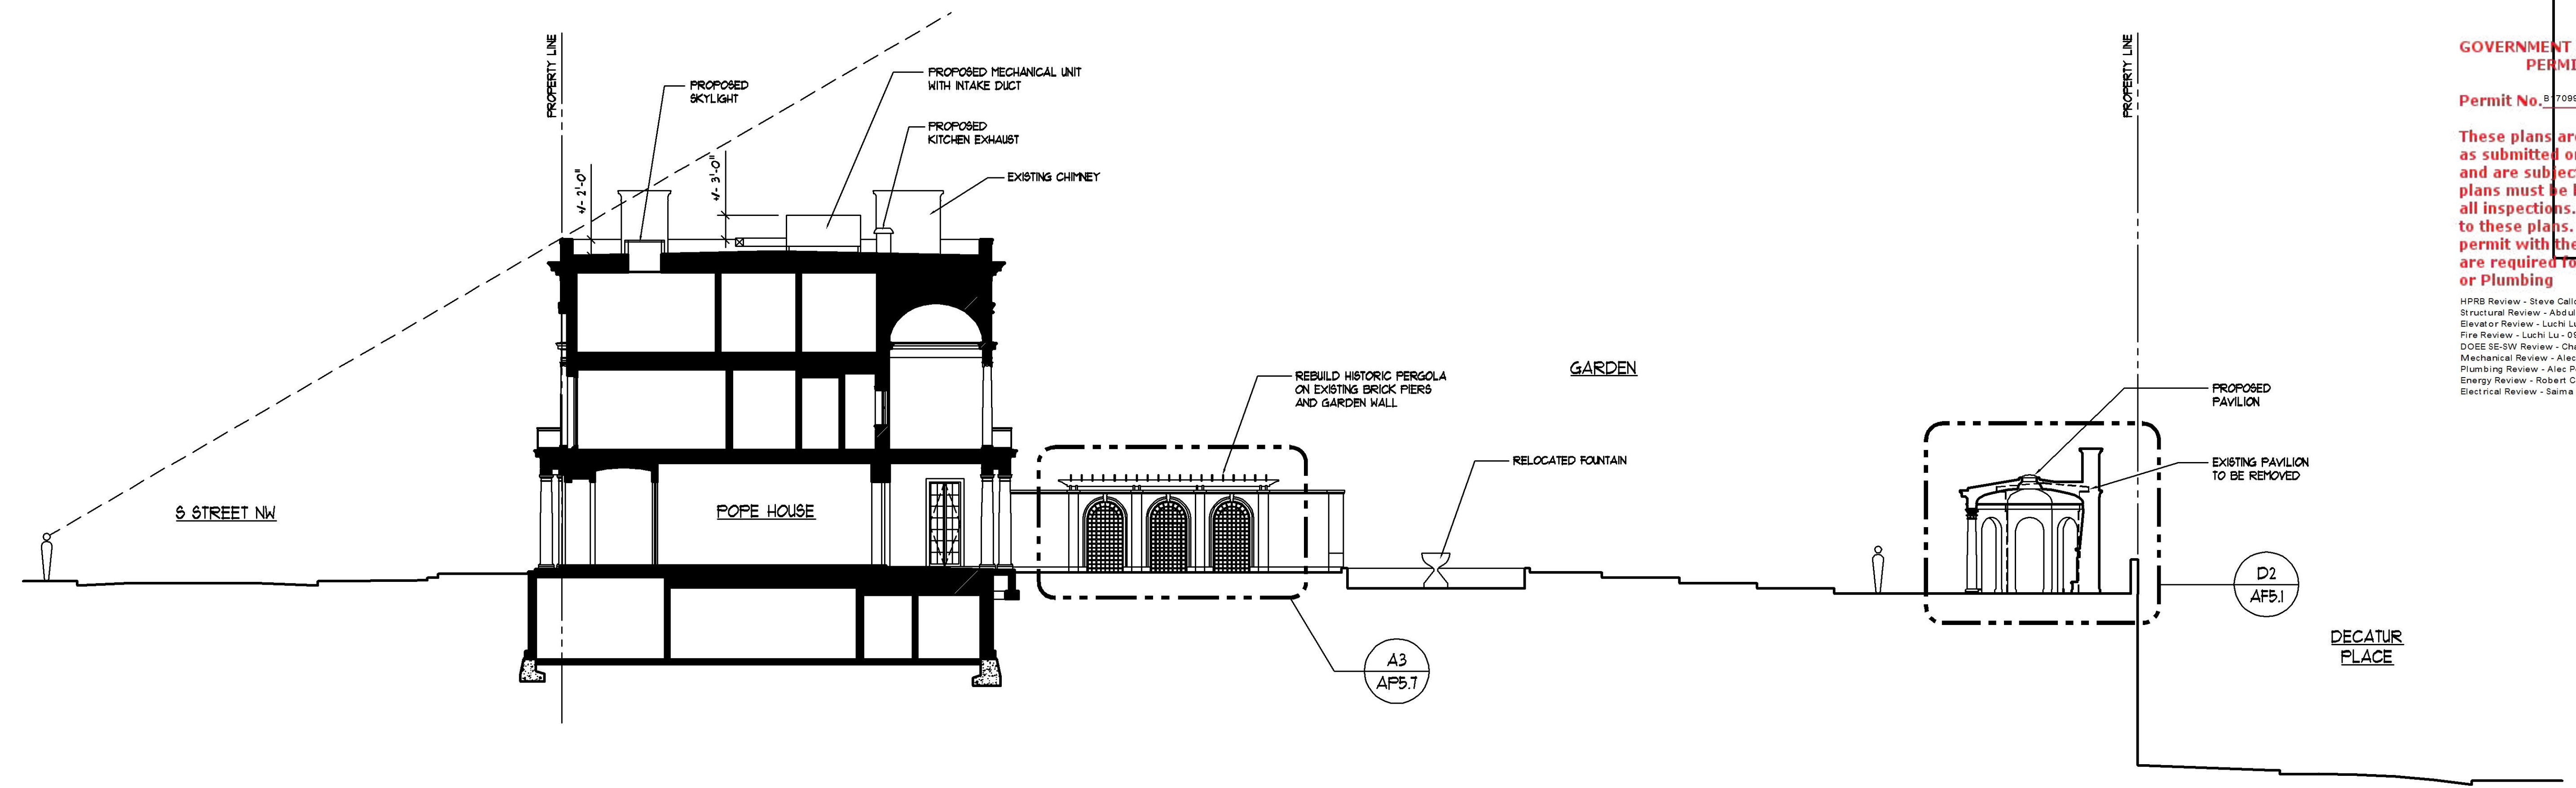 PROPERTY LINE
PROPOSED
SKYLIGHT
PROPOSED MECHANICAL UNIT
WITH INTAKE DUCT
PROPOSED
KITCHEN EXHAUST
EXISTING CHIMNEY
+/- 2'-0"
+/- 3'-0"
S STREET NW
POPE HOUSE
REBUILD HISTORIC PERGOLA
ON EXISTING BRICK PIERS
AND GARDEN WALL
RELOCATED FOUNTAIN
GARDEN
A3
AP5.7
PROPERTY LINE
PROPOSED
PAVILION
EXISTING PAVILION
TO BE REMOVED
D2
AF5.1
DECATUR
PLACE
GOVERNMENT
PERMI
Permit No.
These plans are
as submitted o
and are subjec
plans must be
all inspections.
to these plans.
permit with the
are required fo
or Plumbing
HPRB Review - Steve Callo
Structural Review - Abdul
Elevator Review - Luchi Lu
Fire Review - Luchi Lu - 09
DOEE SE-SW Review - Cha
Mechanical Review - Alec
Plumbing Review - Alec P
Energy Review - Robert C
Electrical Review - Saima